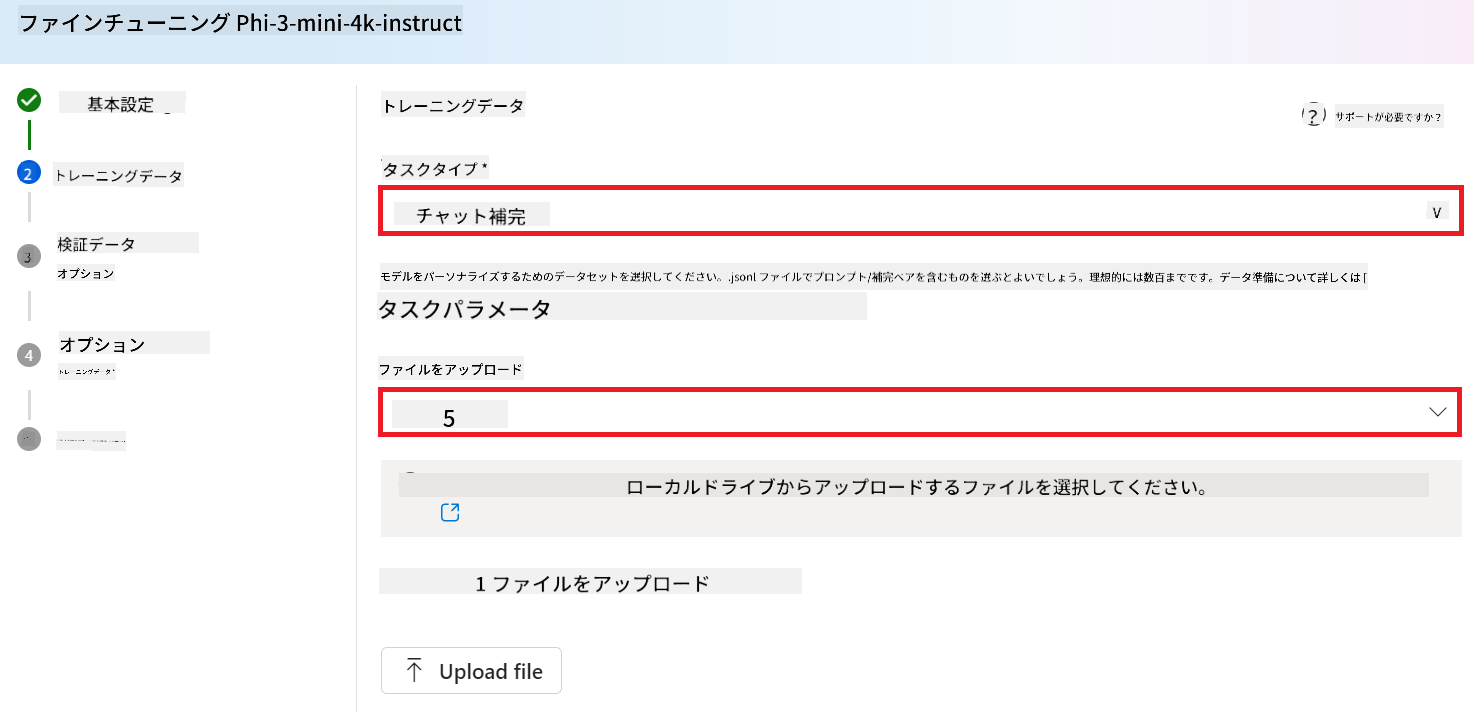 ファインチューニング Phi-3-mini-4k-instruct
基本設定
2
トレーニングデータ
3
検証データ
オプション
4
オプション
トレーニングデータ*
トレーニングデータ
? サポートが必要ですか?
タスクタイプ *
チャット補完
V
モデルをパーソナライズするためのデータセットを選択してください。.jsonl ファイルでプロンプト/補完ペアを含むものを選ぶとよいでしょう。理想的には数百までです。データ準備について詳しくは [
タスクパラメータ
ファイルをアップロード
5
ローカルドライブからアップロードするファイルを選択してください。
1 ファイルをアップロード
Upload file